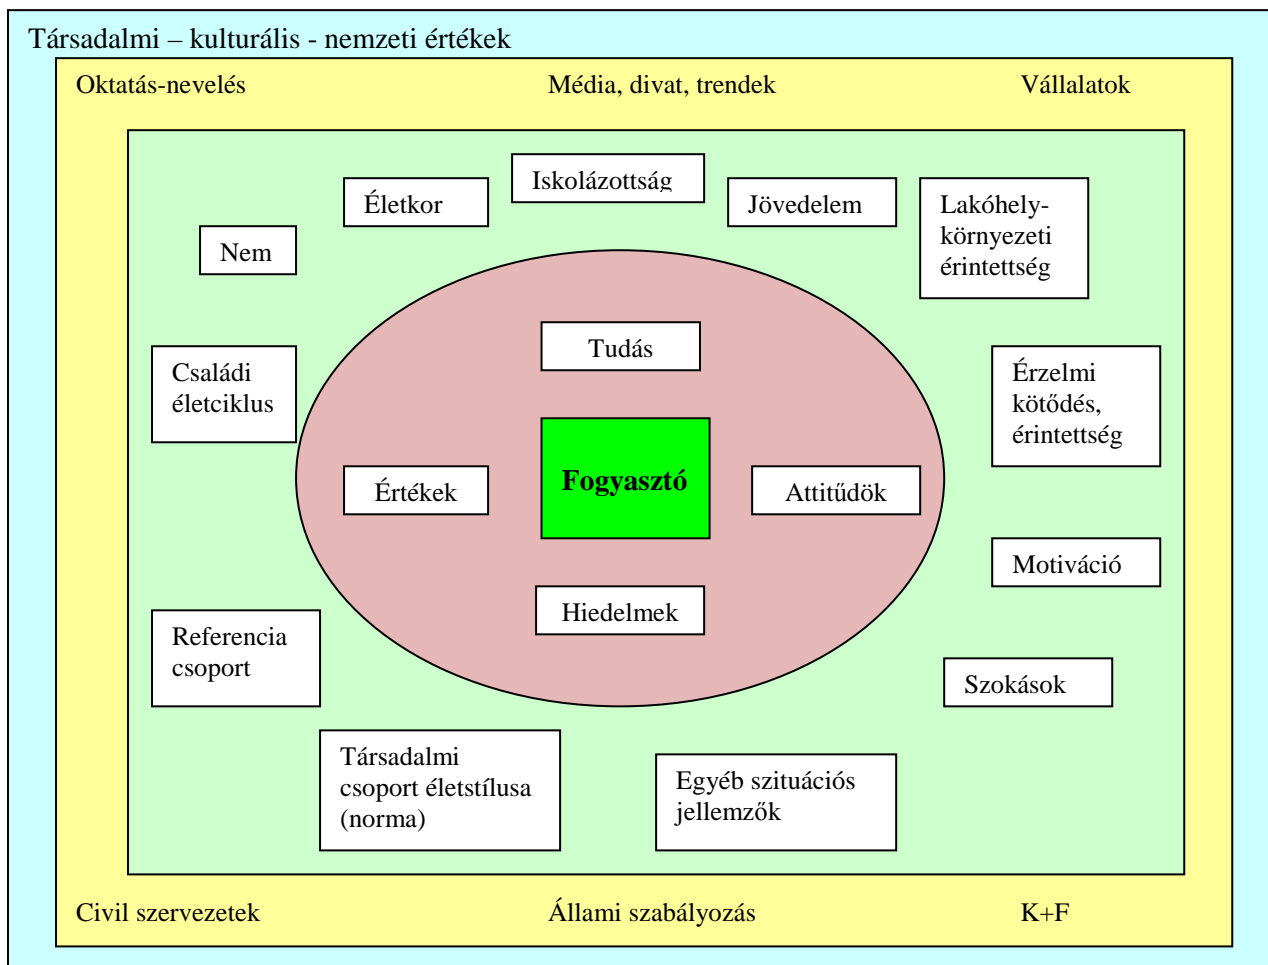 Társadalmi – kulturális - nemzeti értékek
Oktatás-nevelés
Média, divat, trendek
Vállalatok
Iskolázottság
Életkor
Jövedelem
Lakóhely-
környezeti
érintettség
Nem
Tudás
Családi
életciklus
Érzelmi
kötődés,
érintettség
Értékek
Fogyasztó
Attitűdök
Motiváció
Hiedelmek
Referencia
csoport
Szokások
Társadalmi
csoport életstílusa
(norma)
Egyéb szituációs
jellemzők
Civil szervezetek
Állami szabályozás
K+F